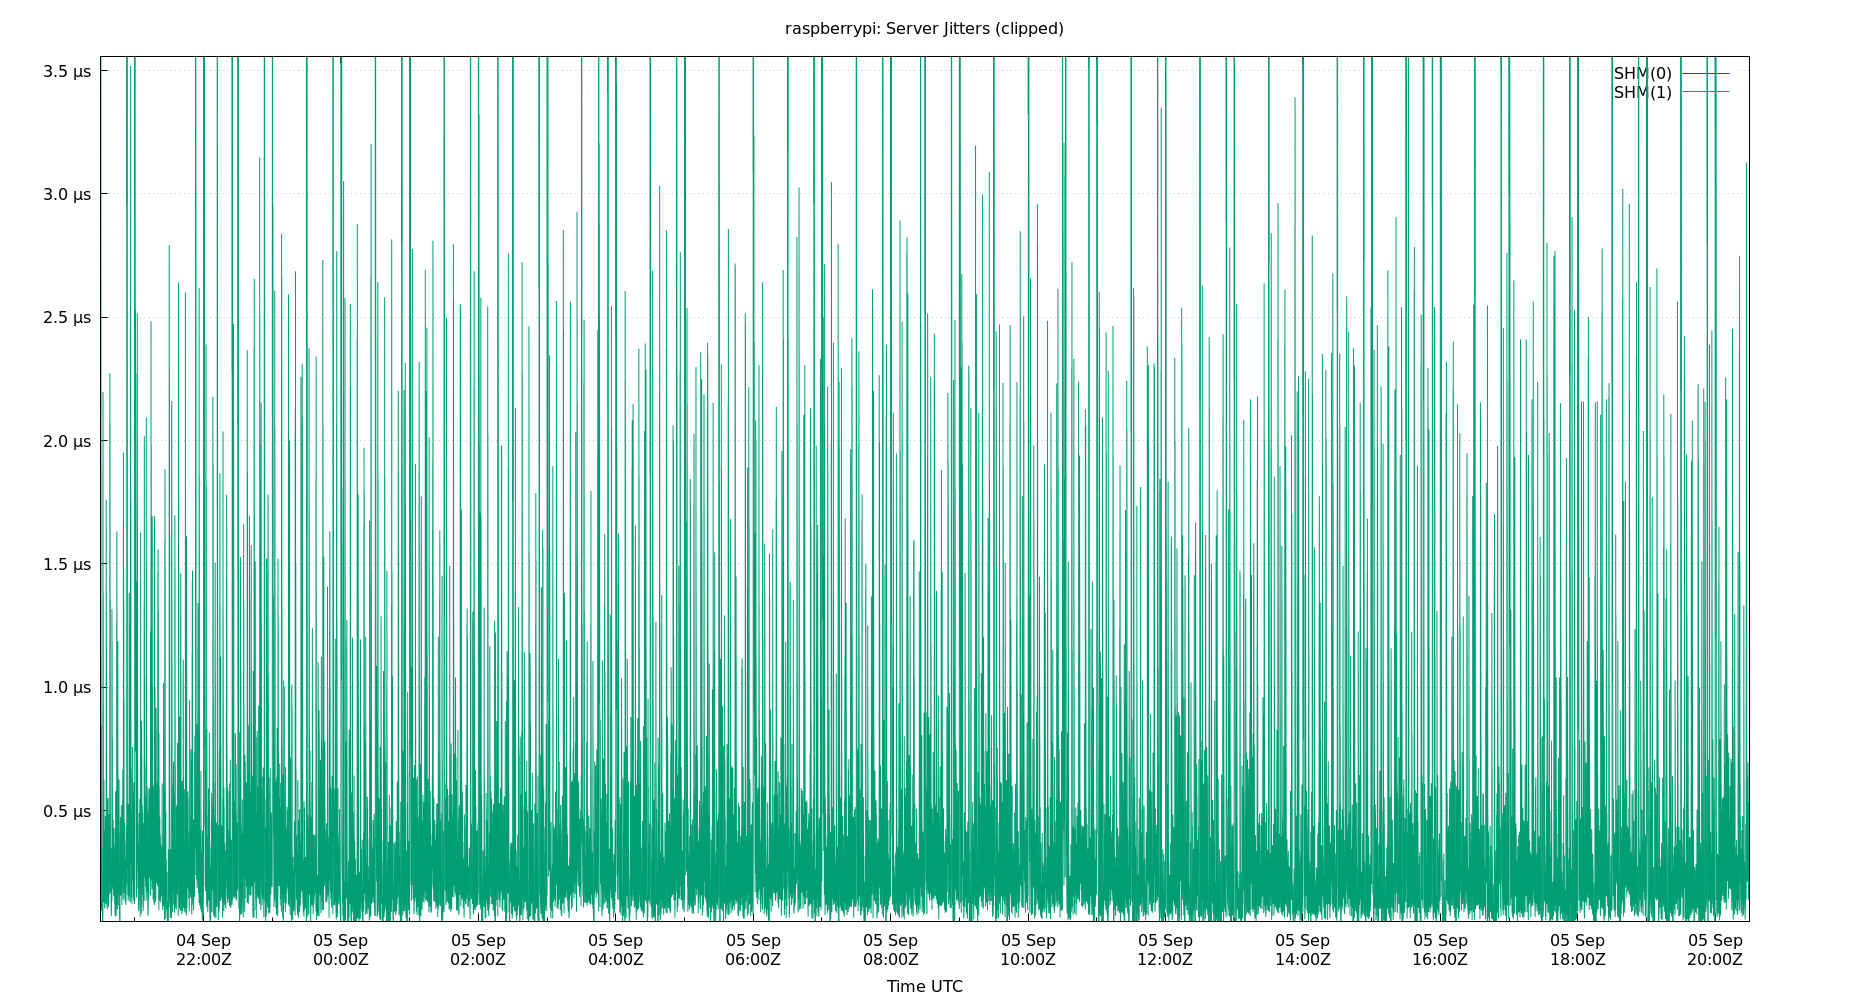 raspberrypi: Server Jitters (clipped)
3.5 µs
3.0 µs
2.5 µs
2.0 µs
1.5 µs
1.0 µs
0.5 µs
SHM(0)
SHM(1)
04 Sep 05 Sep 05 Sep 05 Sep 05 Sep 05 Sep 05 Sep 05 Sep 05 Sep 05 Sep 05 Sep 05 Sep
22:00Z 00:00Z 02:00Z 04:00Z 06:00Z 08:00Z 10:00Z 12:00Z 14:00Z 16:00Z 18:00Z 20:00Z
Time UTC